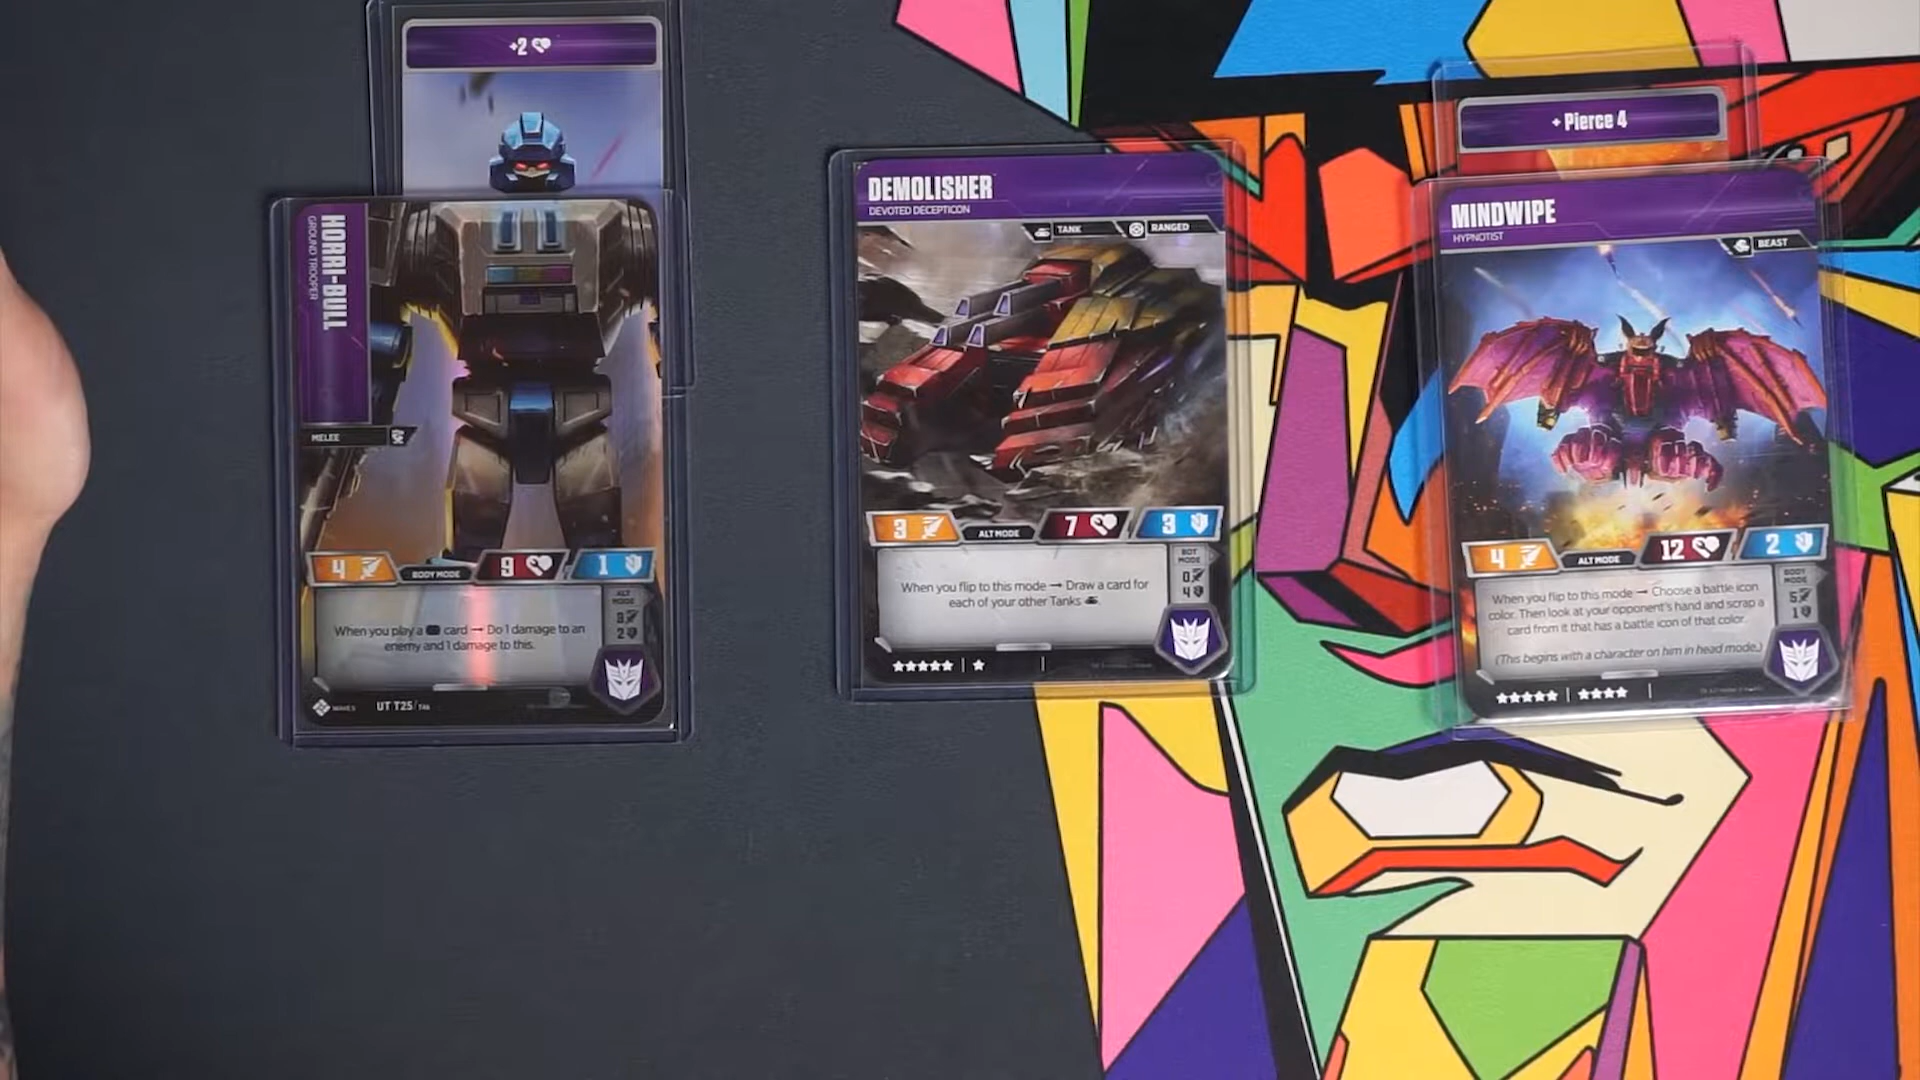 +2
HORRI-BULL
GROUND TROOPER
MELEE
4
BODY MODE
9
1
When you play a card → Do 1 damage to an
enemy and 1 damage to this.
ALT
MODE
2
UT T25
DEMOLISHER
DEVOTED DECEPTICON
TANK
RANGED
3
ALT MODE
7
3
When you flip to this mode → Draw a card for
each of your other Tanks
BOT
MODE
0
4
+ Pierce 4
MINDWIPE
HYPNOTIST
BEAST
4
ALT MODE
12
2
When you flip to this mode → Choose a battle icon
color. Then look at your opponent's hand and scrap a
card from it that has a battle icon of that color.
(This begins with a character on him in head mode.)
BODY
MODE
5
1